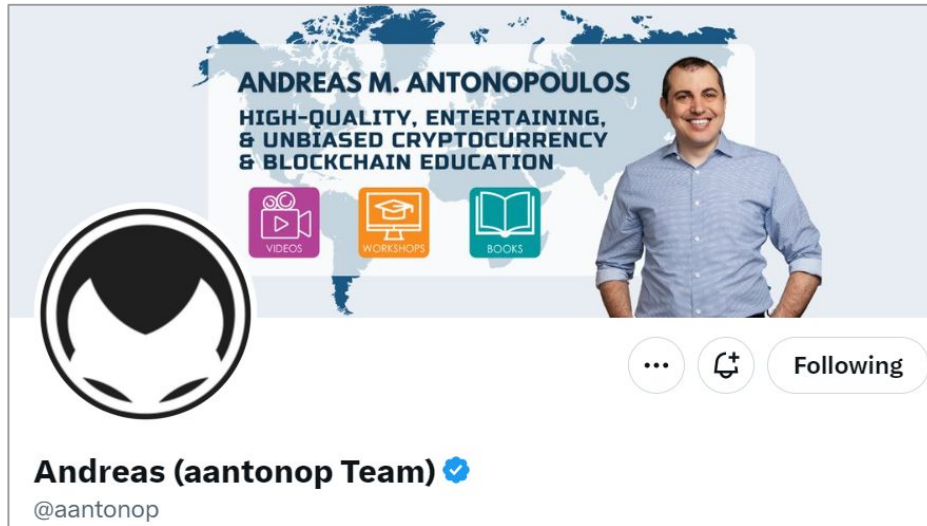 ANDREAS M. ANTONOPOULOS
HIGH-QUALITY, ENTERTAINING,
& UNBIASED CRYPTOCURRENCY
& BLOCKCHAIN EDUCATION
VIDEOS
WORKSHOPS
BOOKS
Following
Andreas (aantonop Team)
@aantonop